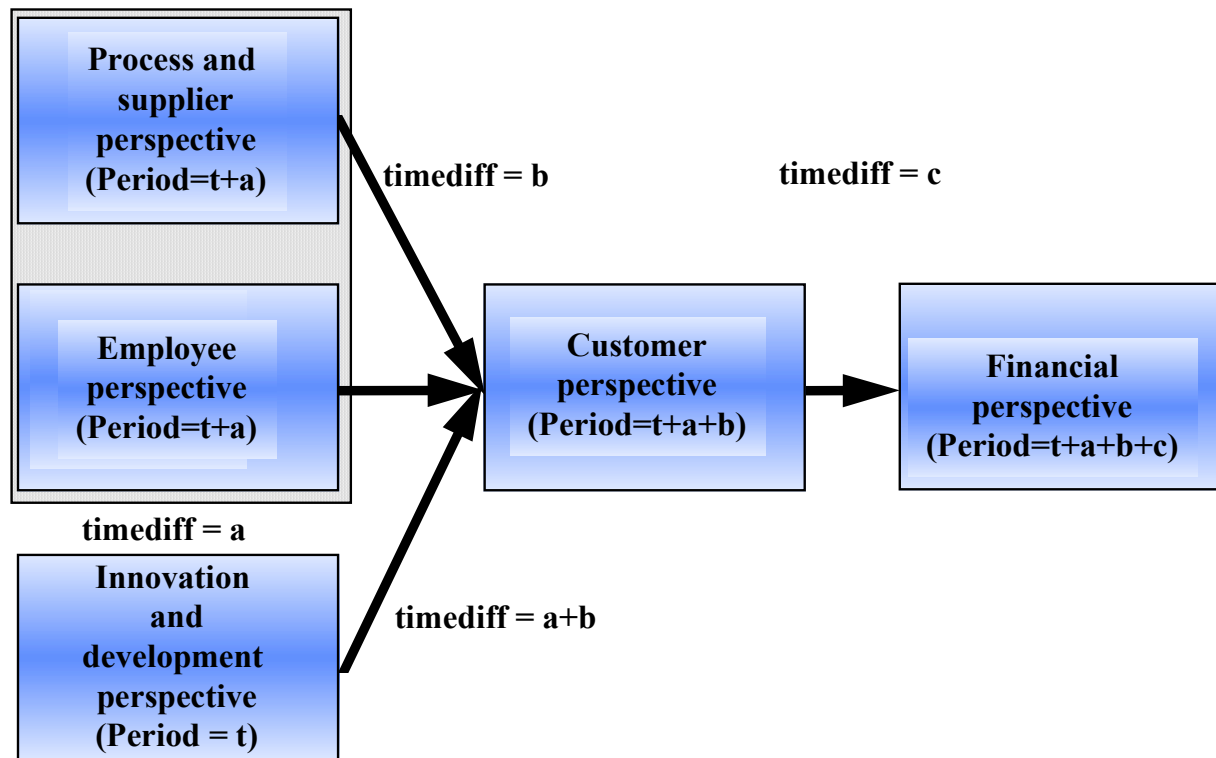 Process and
supplier
perspective
(Period=t+a)
timediff = b
timediff = c
Employee
perspective
(Period=t+a)
Customer
perspective
(Period=t+a+b)
Financial
perspective
(Period=t+a+b+c)
timediff = a
Innovation
and
development
perspective
(Period = t)
timediff = a+b